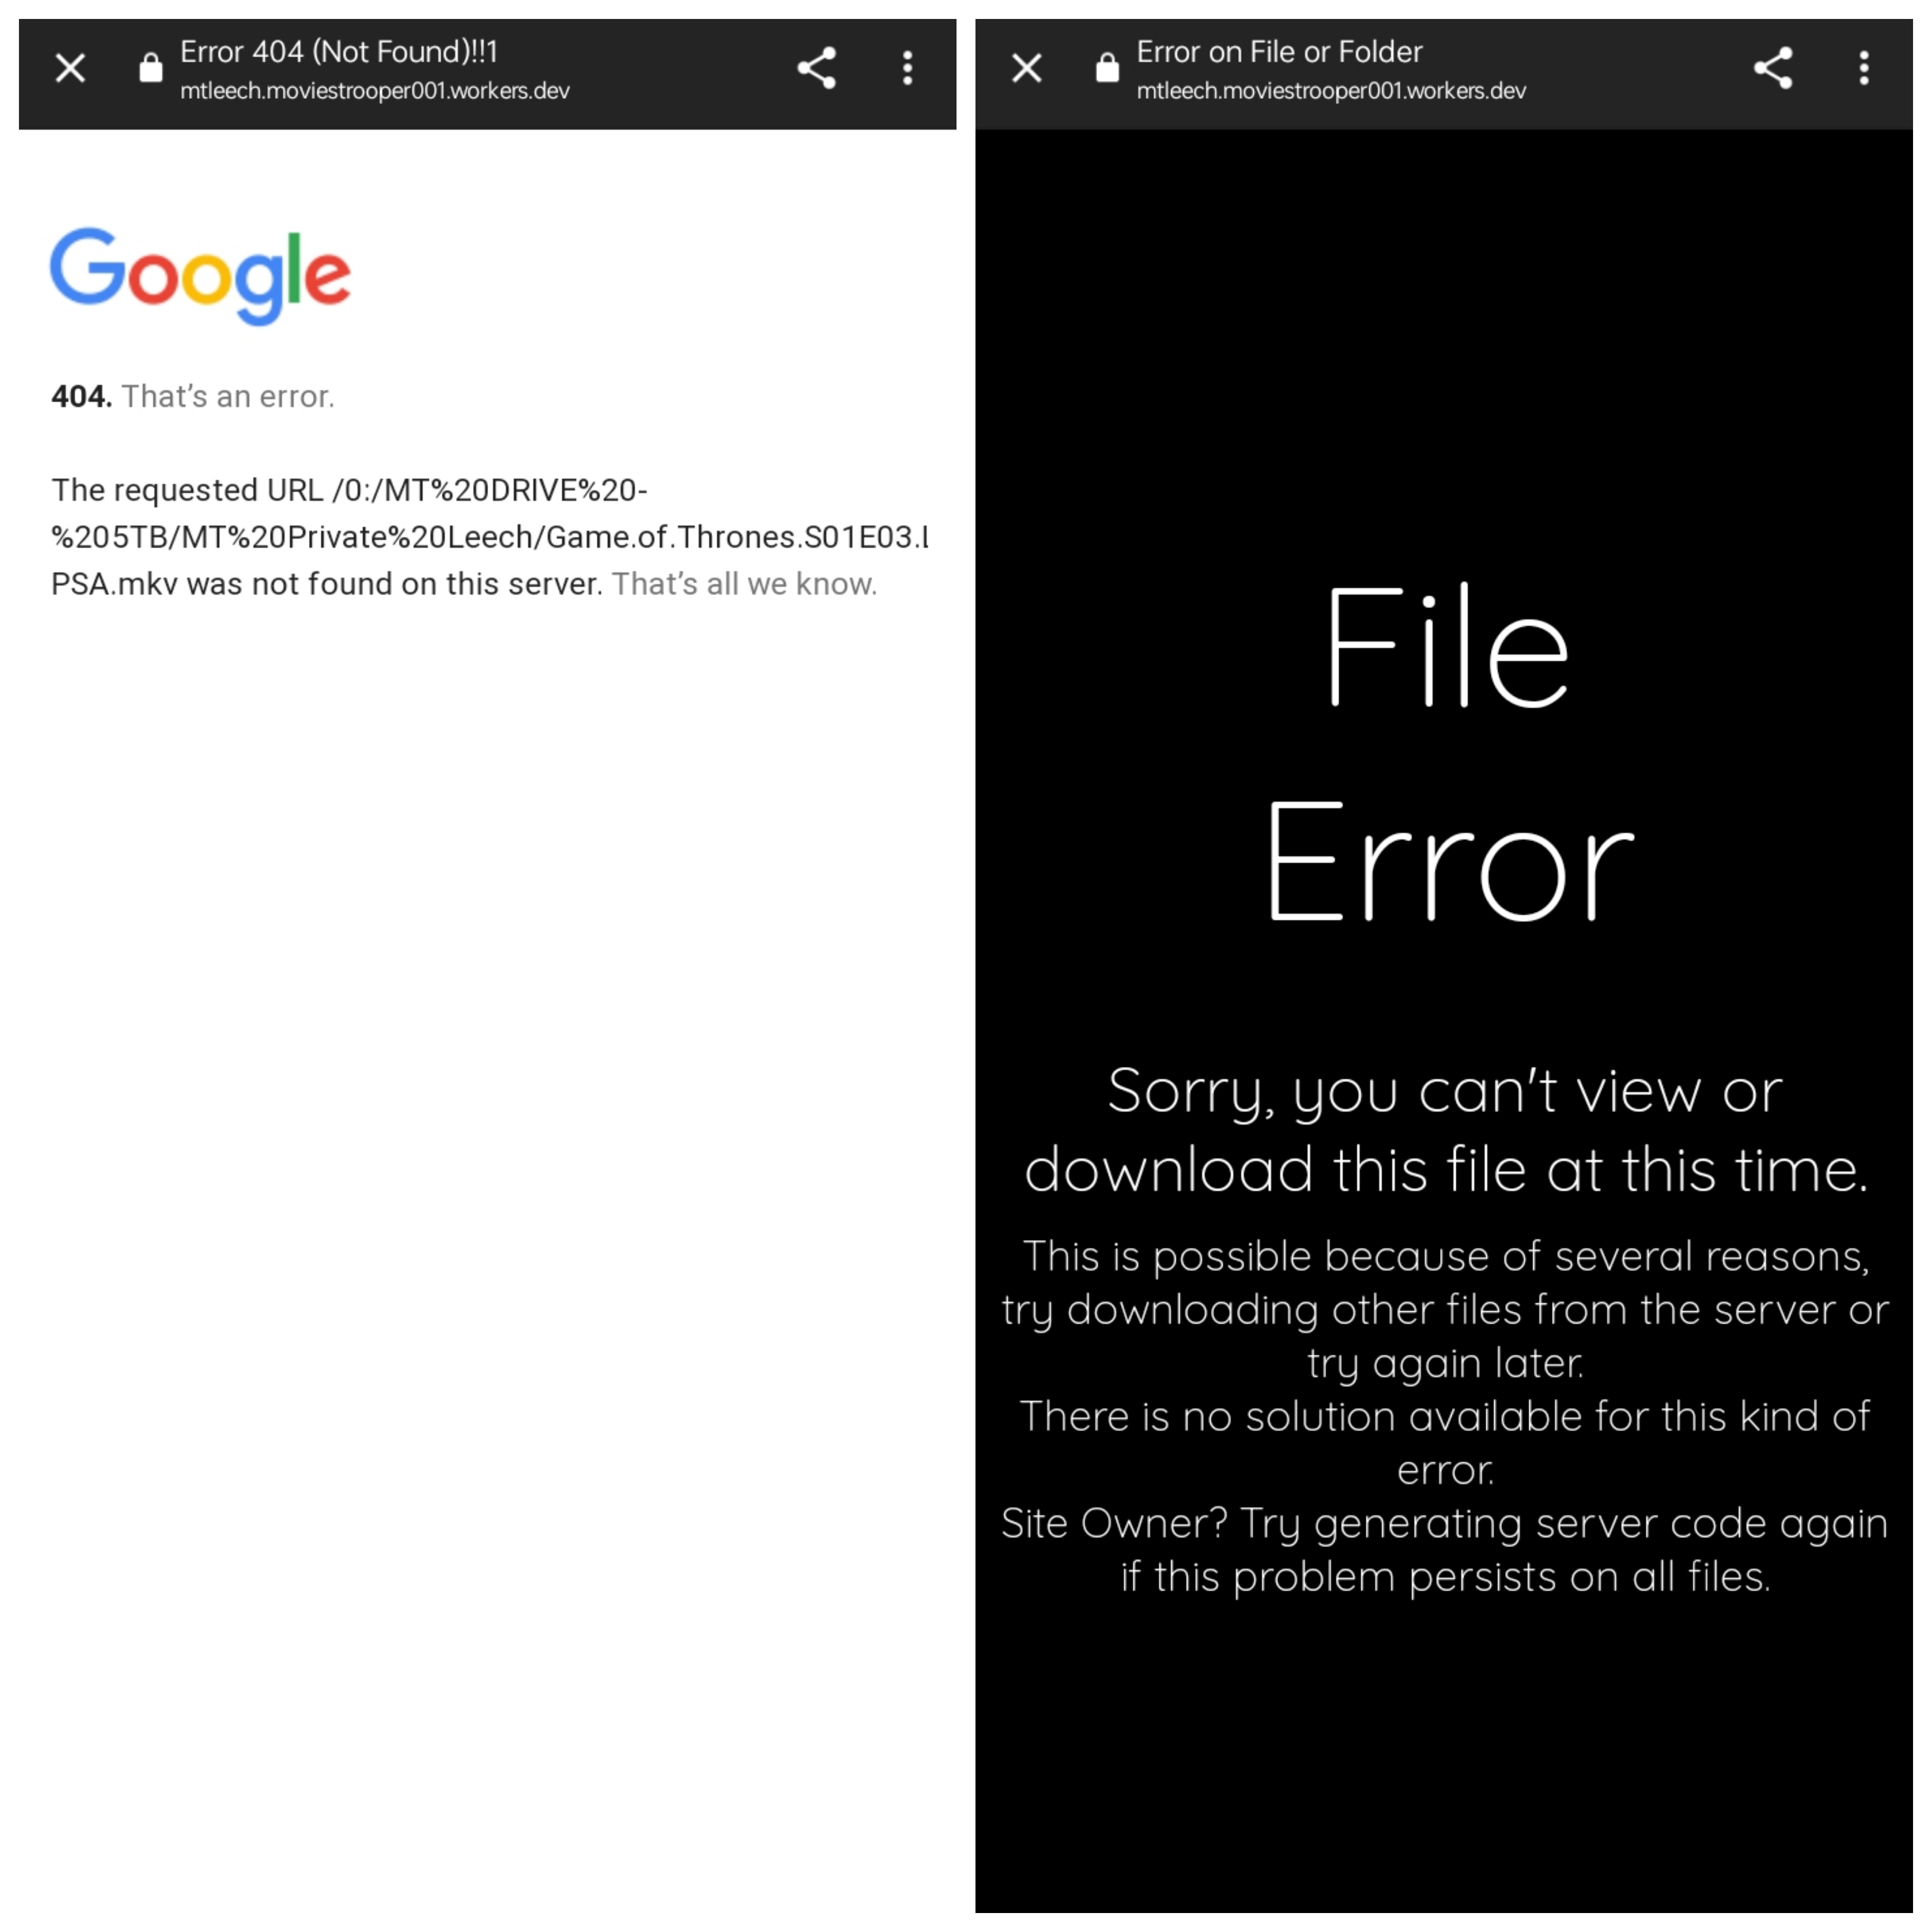 Error 404 (Not Found)!!1
mtleech.moviestrooper001.workers.dev
Google
404. That’s an error.
The requested URL /0:/MT%20DRIVE%20-
%205TB/MT%20Private%20Leech/Game.of.Thrones.S01E03.
PSA.mkv was not found on this server. That’s all we know.
Error on File or Folder
mtleech.moviestrooper001.workers.dev
File
Error
Sorry, you can't view or
download this file at this time.
This is possible because of several reasons,
try downloading other files from the server or
try again later.
There is no solution available for this kind of
error.
Site Owner? Try generating server code again
if this problem persists on all files.